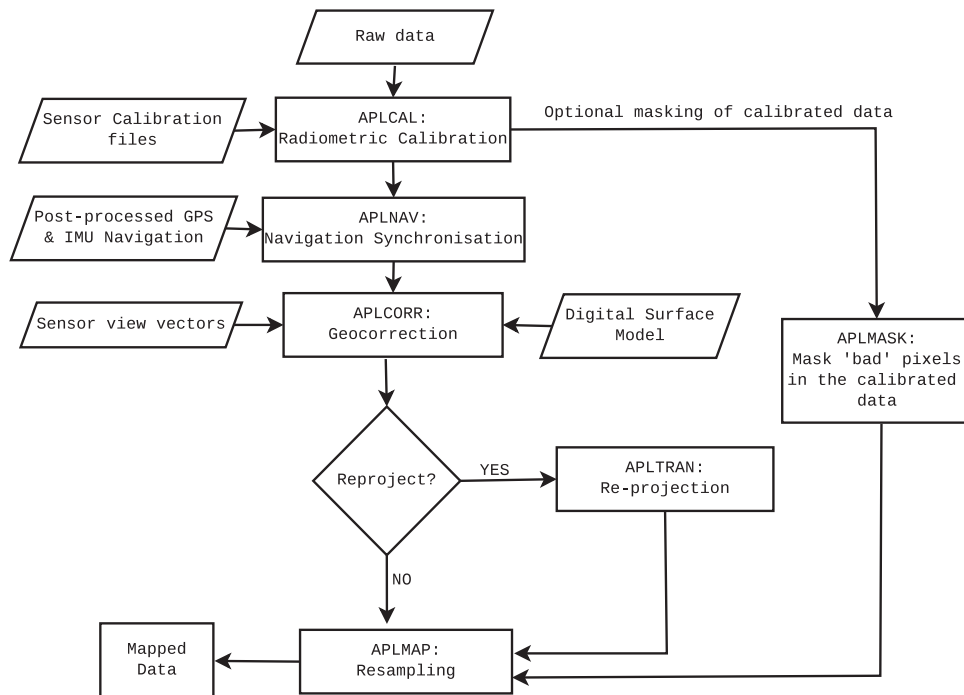 Raw data
Sensor Calibration
files
APLCAL:
Radiometric Calibration
Optional masking of calibrated data
Post-processed GPS
& IMU Navigation
APLNAV:
Navigation Synchronisation
Sensor view vectors
APLCORR:
Geocorrection
Digital Surface
Model
APLMASK:
Mask 'bad' pixels
in the calibrated
data
Reproject?
YES
APLTRAN:
Re-projection
NO
Mapped
Data
APLMAP:
Resampling